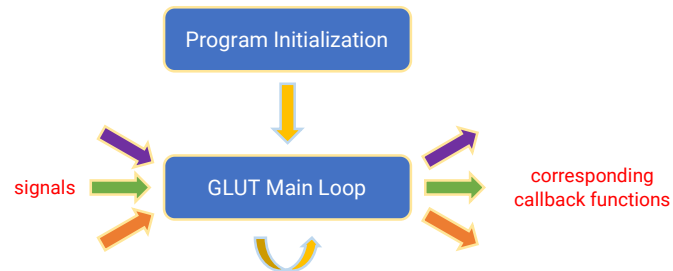 Program Initialization
signals
GLUT Main Loop
corresponding
callback functions